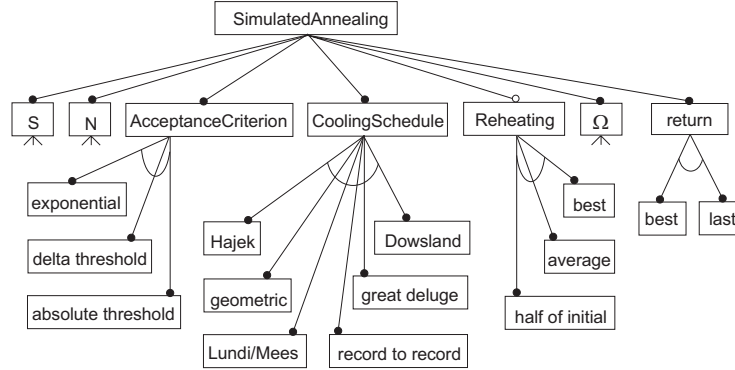 SimulatedAnnealing
S
N
AcceptanceCriterion
CoolingSchedule
Reheating
Ω
return
exponential
delta threshold
absolute threshold
Hajek
geometric
Lundi/Mees
Dowsland
great deluge
record to record
best
average
half of initial
best
last